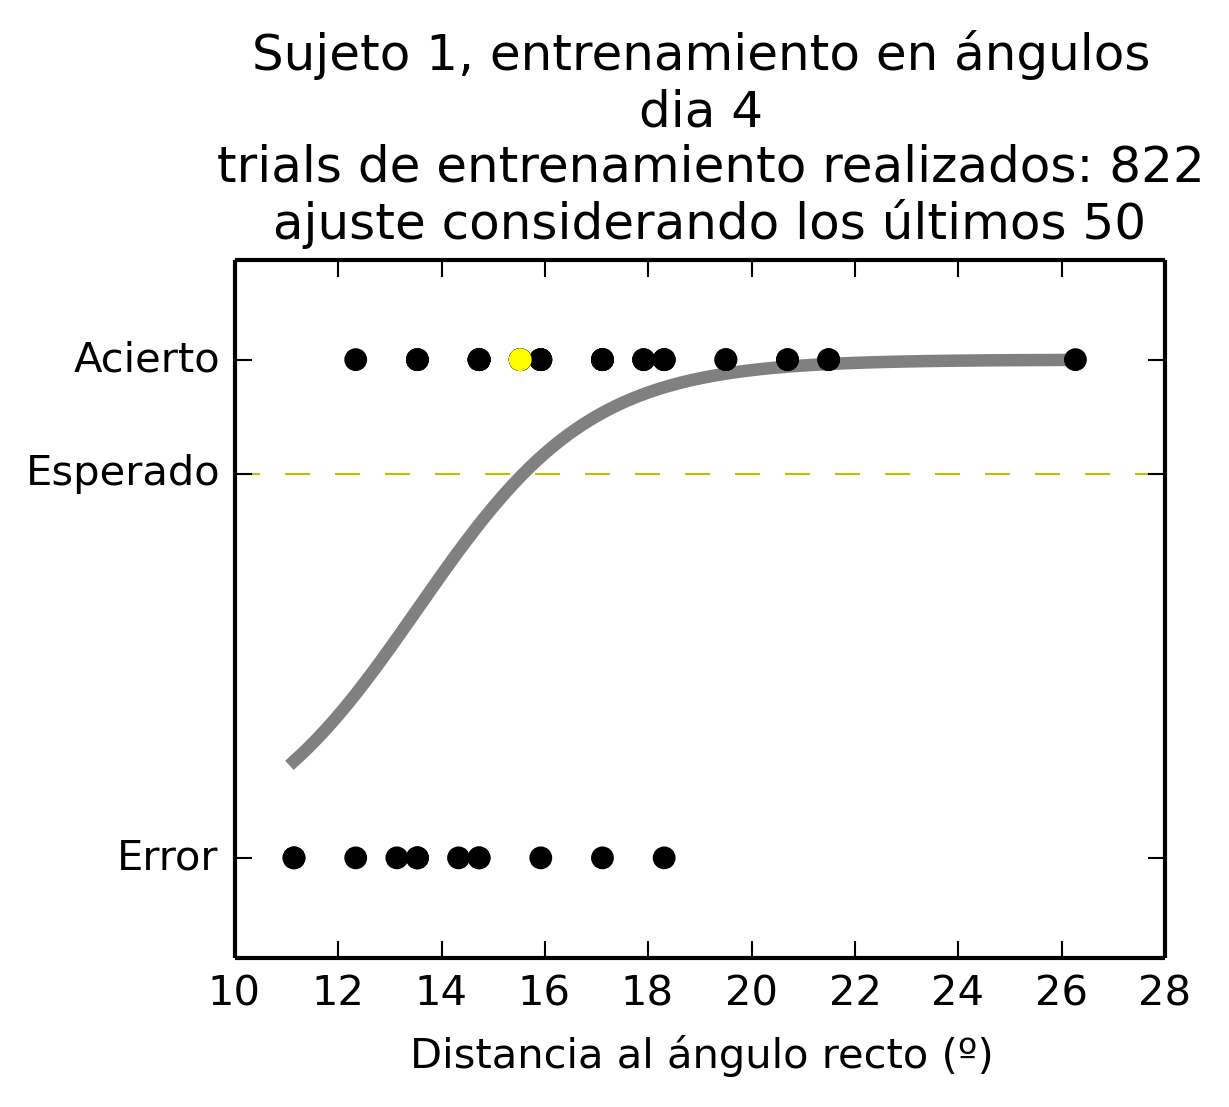 Sujeto 1, entrenamiento en ángulos
dia 4
trials de entrenamiento realizados: 822
ajuste considerando los últimos 50
Acierto
Esperado
Error
10 12 14 16 18 20 22 24 26 28
Distancia al ángulo recto (º)